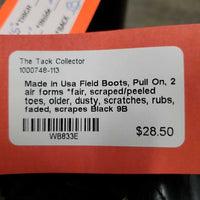 The Tack Collector
1000748-113
Made in Usa Field Boots, Pull On, 2
air forms *fair, scraped/peeled
toes, older, dusty, scratches, rubs,
faded, scrapes Black 9B
WB833E
$28.50